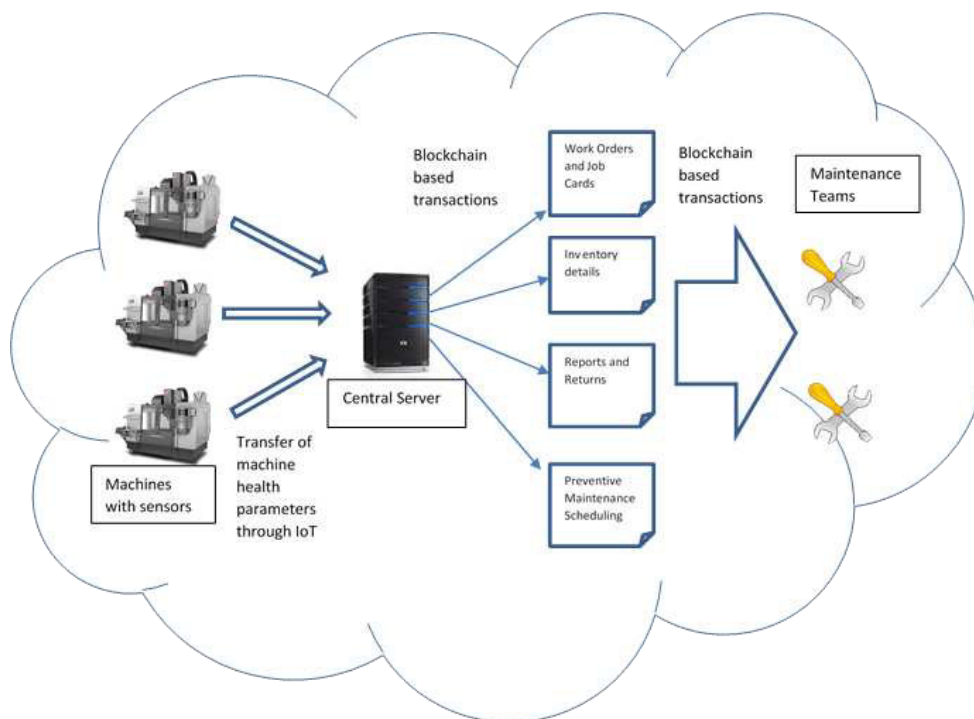 Blockchain
based
transactions
Work Orders
and Job
Cards
Blockchain
based
transactions
Maintenance
Teams
Inventory
details
Reports and
Returns
Central Server
Transfer of
machine
health
parameters
through IoT
Machines
with sensors
Preventive
Maintenance
Scheduling